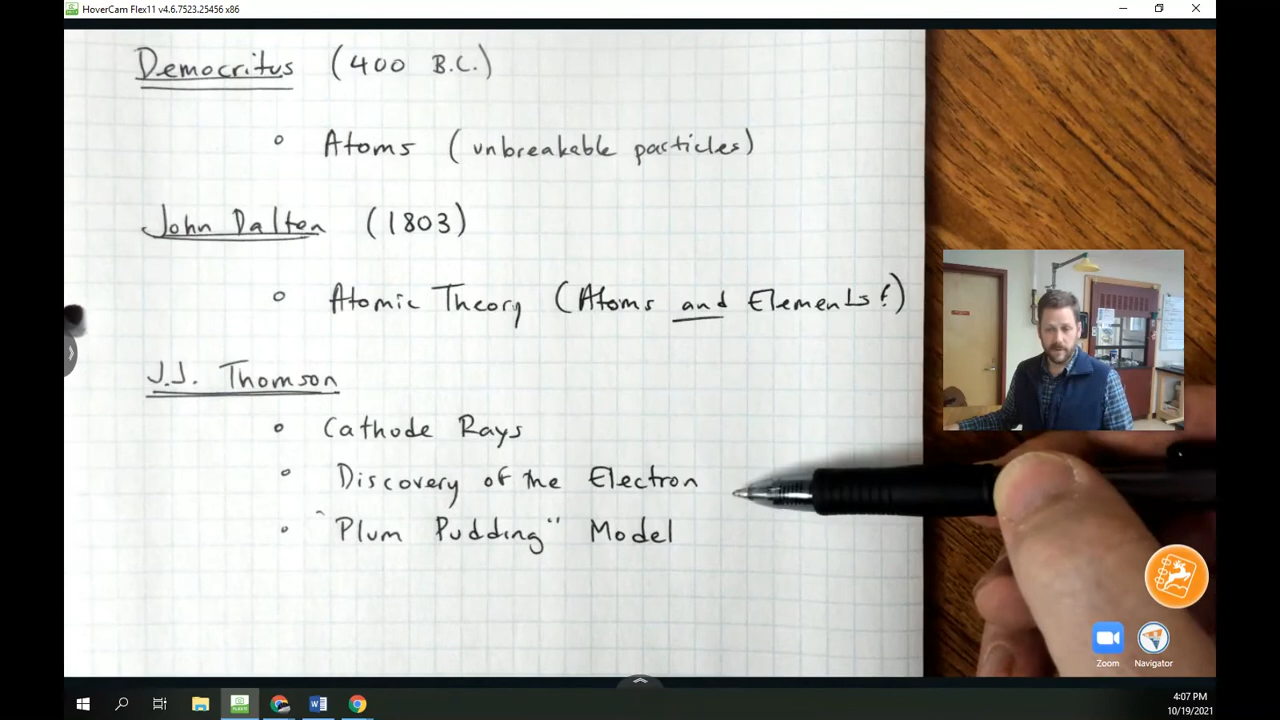 HoverCam Flex11 v4.6.7523.25456 x86
Democritus (400 B.C.)
Atoms (unbreakable particles)
John Dalton (1803)
Atomic Theory (Atoms and Elements!)
J.J. Thomson
Cathode Rays
Discovery of the Electron
"Plum Pudding" Model
Zoom
Navigator
4:07 PM
10/19/2021